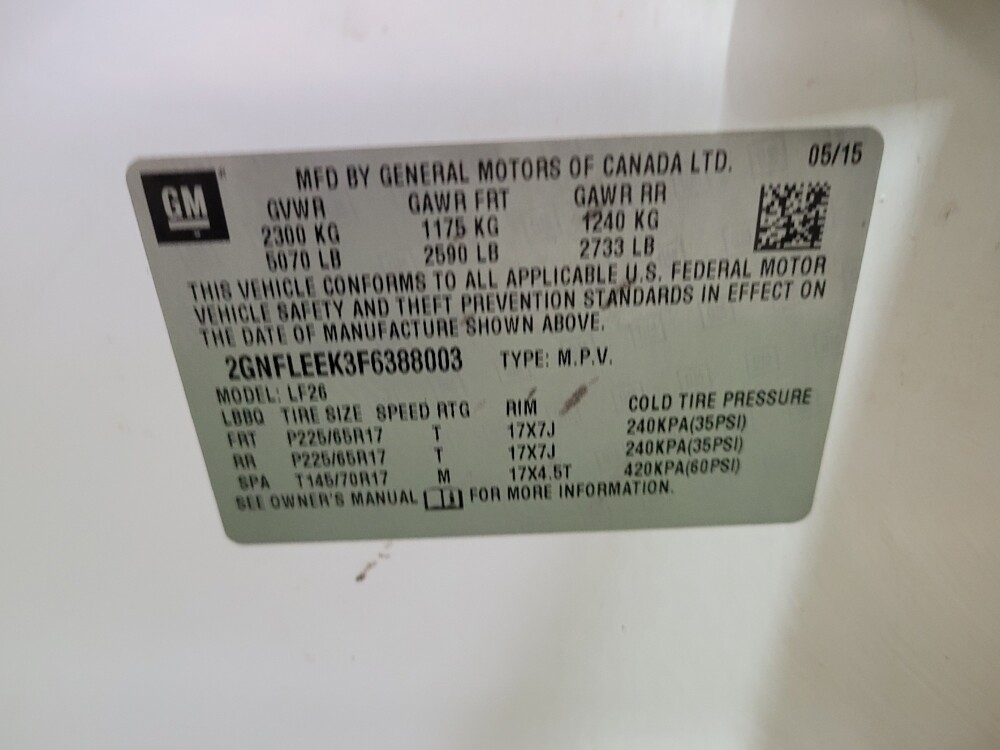 MFD BY GENERAL MOTORS OF CANADA LTD. 05/15
GM
GVWR GAWR FRT GAWR RR
2300 KG 1175 KG 1240 KG
5070 LB 2590 LB 2733 LB
THIS VEHICLE CONFORMS TO ALL APPLICABLE U.S. FEDERAL MOTOR
VEHICLE SAFETY AND THEFT PREVENTION STANDARDS IN EFFECT ON
THE DATE OF MANUFACTURE SHOWN ABOVE.
2GNFLEEK3F6388003 TYPE: M.P.V.
MODEL: LF26
LBBQ TIRE SIZE SPEED RTG RIM COLD TIRE PRESSURE
FRT P225/65R17 T 17X7J 240KPA(35PSI)
RR P225/65R17 T 17X7J 240KPA(35PSI)
SPA T145/70R17 M 17X4.5T 420KPA(60PSI)
SEE OWNER'S MANUAL FOR MORE INFORMATION.